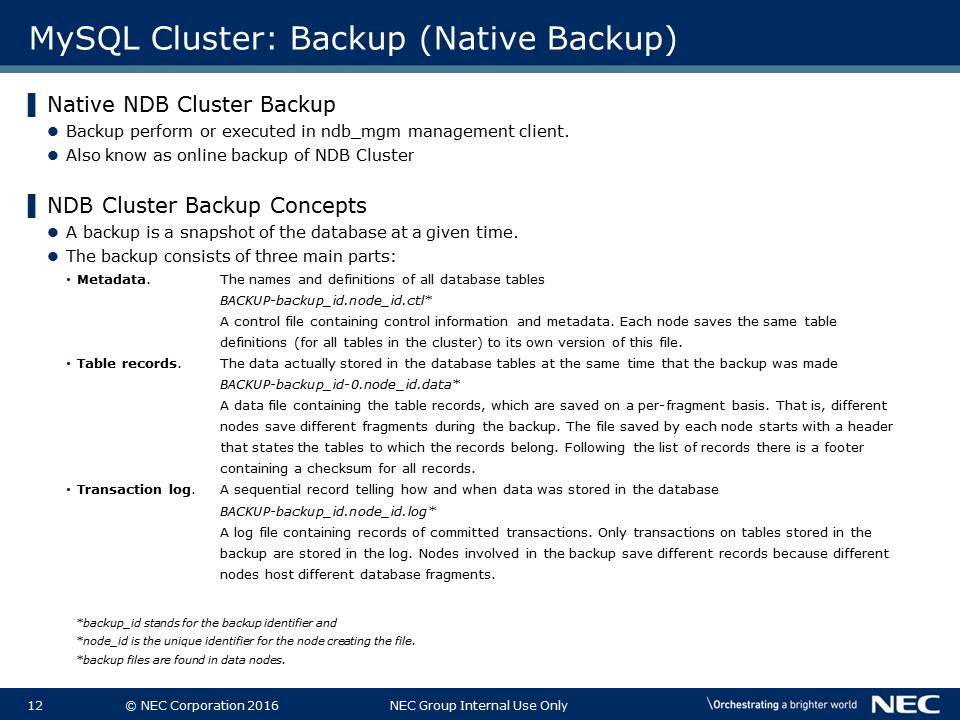 MySQL Cluster: Backup (Native Backup)
Native NDB Cluster Backup
Backup perform or executed in ndb_mgm management client.
Also know as online backup of NDB Cluster
NDB Cluster Backup Concepts
A backup is a snapshot of the database at a given time.
The backup consists of three main parts:
Metadata. The names and definitions of all database tables
BACKUP-backup_id.node_id.ctl*
A control file containing control information and metadata. Each node saves the same table
definitions (for all tables in the cluster) to its own version of this file.
Table records. The data actually stored in the database tables at the same time that the backup was made
BACKUP-backup_id-0.node_id.data*
A data file containing the table records, which are saved on a per-fragment basis. That is, different
nodes save different fragments during the backup. The file saved by each node starts with a header
that states the tables to which the records belong. Following the list of records there is a footer
containing a checksum for all records.
Transaction log. A sequential record telling how and when data was stored in the database
BACKUP-backup_id.node_id.log*
A log file containing records of committed transactions. Only transactions on tables stored in the
backup are stored in the log. Nodes involved in the backup save different records because different
nodes host different database fragments.
*backup_id stands for the backup identifier and
*node_id is the unique identifier for the node creating the file.
*backup files are found in data nodes.
12 © NEC Corporation 2016 NEC Group Internal Use Only \Orchestrating a brighter world NEC